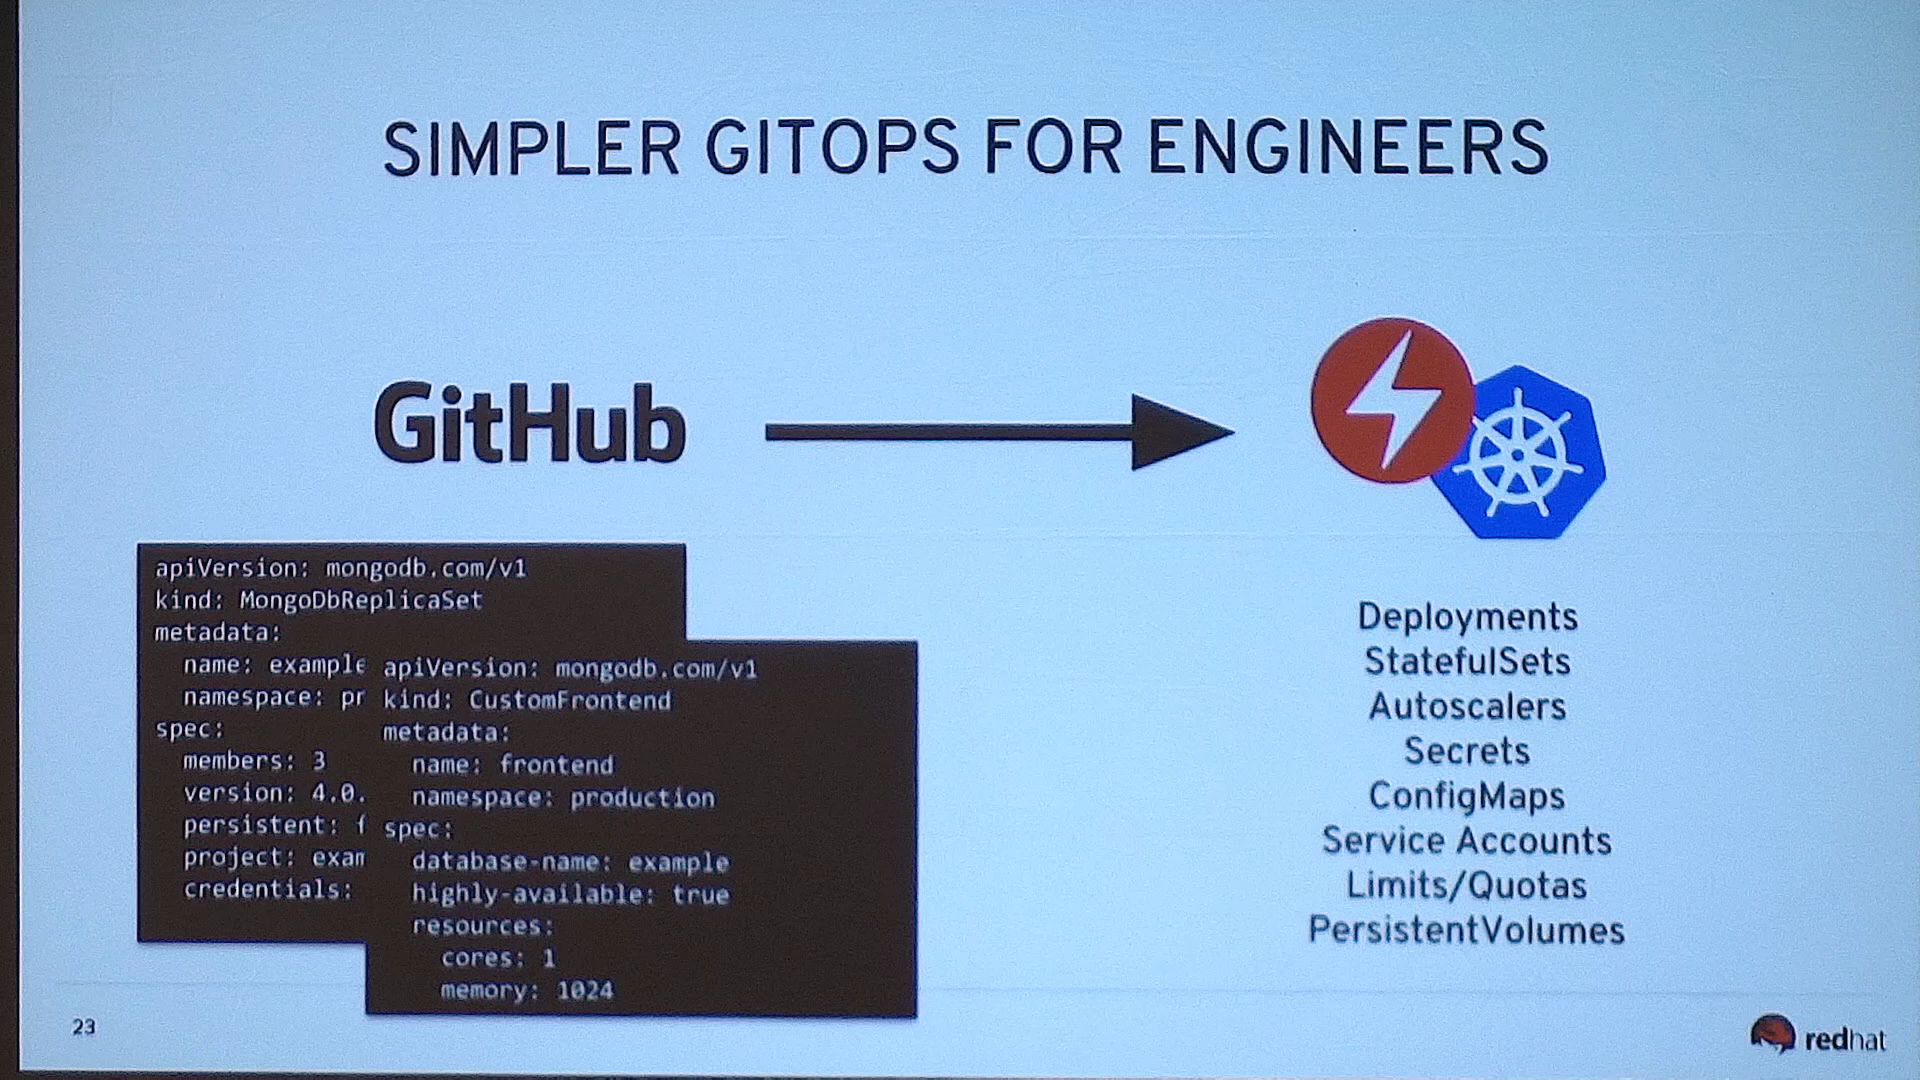 SIMPLER GITOPS FOR ENGINEERS
GitHub
apiVersion: mongodb.com/v1
kind: MongoDbReplicaSet
metadata:
name: example
namespace: pr
spec:
members: 3
version: 4.0.
persistent:
project: exam
credentials:
apiVersion: mongodb.com/v1
kind: CustomFrontend
metadata:
name: frontend
namespace: production
spec:
database-name: example
highly-available: true
resources:
cores: 1
memory: 1024
Deployments
StatefulSets
Autoscalers
Secrets
ConfigMaps
Service Accounts
Limits/Quotas
PersistentVolumes
23
redhat